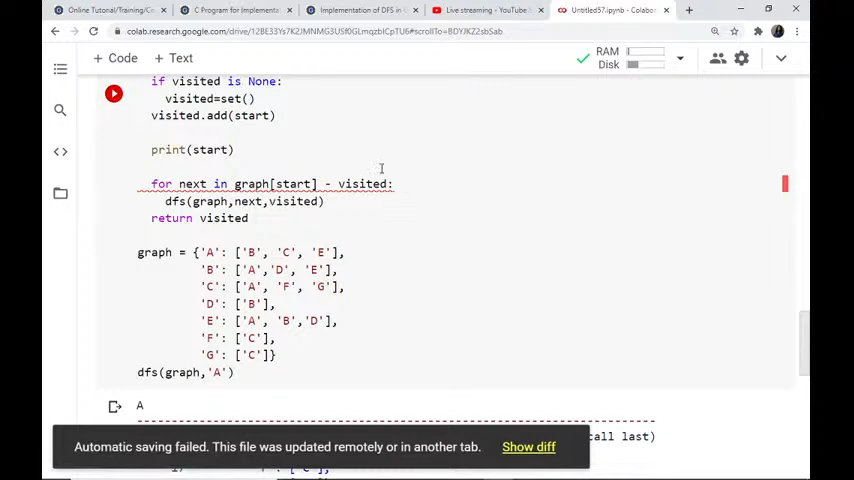 Online Tutorial/Training/Ce
C Program for Implementa
Implementation of DFS in
Live streaming - YouTube
Untitled57.ipynb - Colabor
colab.research.google.com/drive/12BE33Ys7K2JMNMG3USf0GLmqzbICpTU6#scrollTo=BDYJKZ2sbSab
+ Code + Text
RAM
Disk
if visited is None:
visited=set()
visited.add(start)
print(start)
for next in graph[start] - visited:
dfs(graph,next,visited)
return visited
graph = {'A': ['B', 'C', 'E'],
'B': ['A','D', 'E'],
'C': ['A', 'F', 'G'],
'D': ['B'],
'E': ['A', 'B','D'],
'F': ['C'],
'G': ['C']}
dfs(graph,'A')
A
call last)
Automatic saving failed. This file was updated remotely or in another tab. Show diff